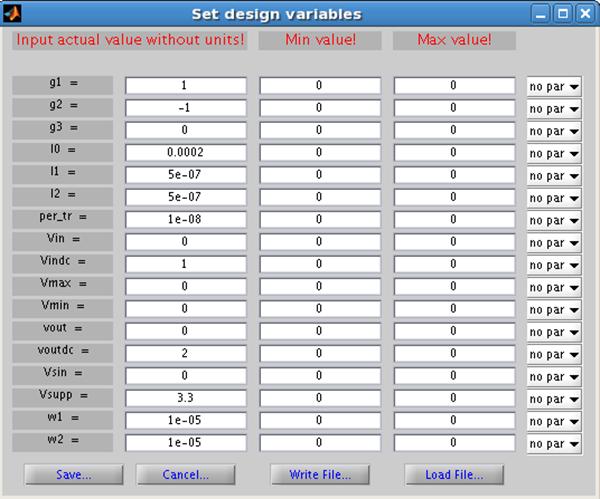 Set design variables
Input actual value without units! Min value! Max value!
g1 = 1 0 0 no par
g2 = -1 0 0 no par
g3 = 0 0 0 no par
I0 = 0.0002 0 0 no par
l1 = 5e-07 0 0 no par
l2 = 5e-07 0 0 no par
per_tr = 1e-08 0 0 no par
Vin = 0 0 0 no par
Vindc = 1 0 0 no par
Vmax = 0 0 0 no par
Vmin = 0 0 0 no par
vout = 0 0 0 no par
voutdc = 2 0 0 no par
Vsin = 0 0 0 no par
Vsupp = 3.3 0 0 no par
w1 = 1e-05 0 0 no par
w2 = 1e-05 0 0 no par
Save... Cancel... Write File... Load File...